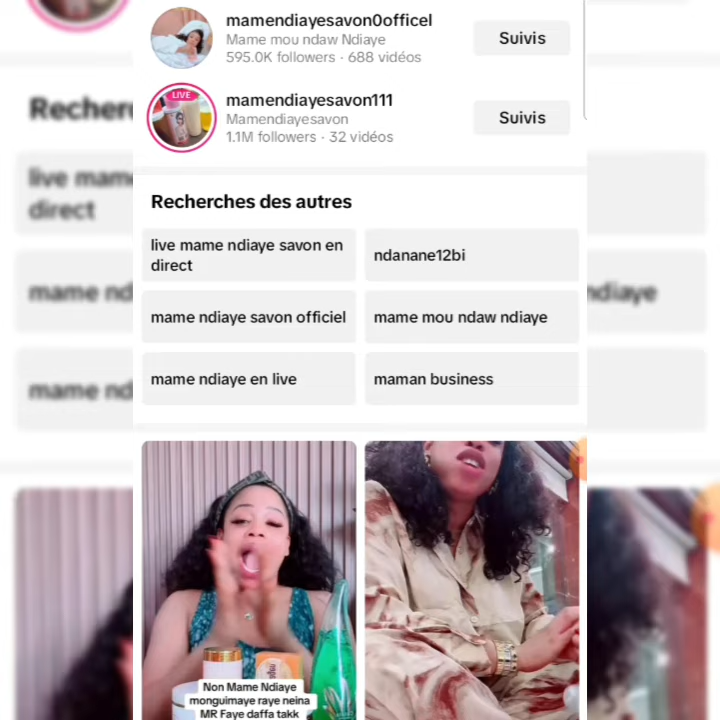 mamendiayesavon0officel
Mame mou ndaw Ndiaye
595.0K followers · 688 vidéos
Suivis
LIVE
mamendiayesavon111
Mamendiayesavon
1.1M followers · 32 vidéos
Suivis
Recherches des autres
live mame ndiaye savon en
direct
ndanane12bi
mame ndiaye savon officiel
mame mou ndaw ndiaye
mame ndiaye en live
maman business
Non Mame Ndiaye
monguimaye raye neina
MR Faye daffa takk